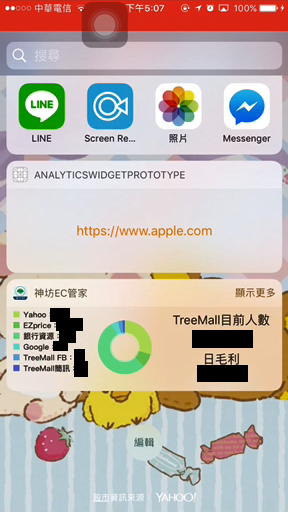 中華電信 下午5:07 100%
搜尋
LINE Screen Re... 照片 Messenger
ANALYTICSWIDGETPROTOTYPE
https://www.apple.com
神坊EC管家 顯示更多
Yahoo
EZprice :
銀行資源 :
Google :
TreeMall FB :
TreeMall簡訊 :
TreeMall目前人數
日毛利
編輯
股市資訊來源 YAHOO!